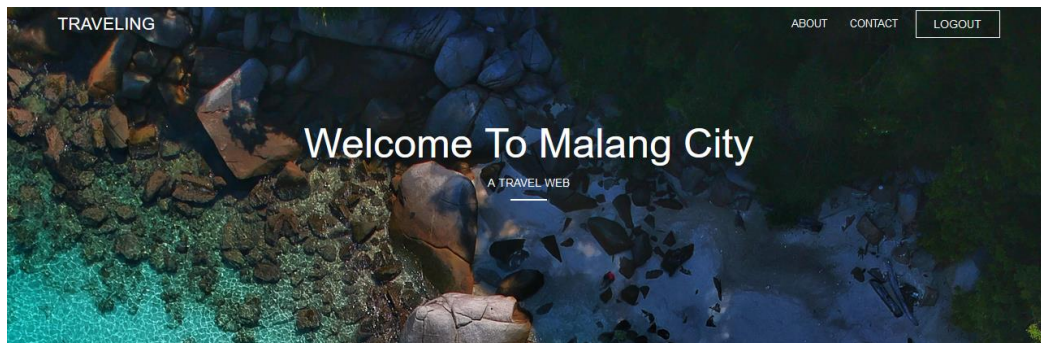 TRAVELING
ABOUT
CONTACT
LOGOUT
Welcome To Malang City
A TRAVEL WEB